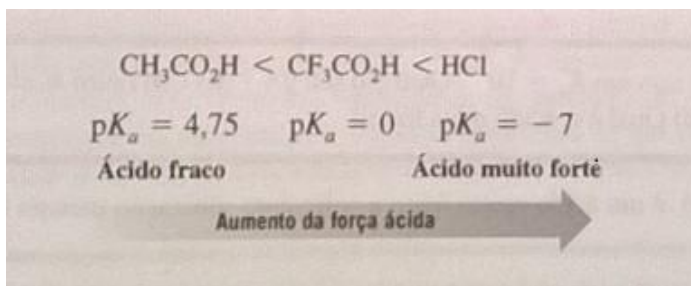 CH₃CO₂H < CF₃CO₂H < HCl
pKₐ = 4,75 pKₐ = 0 pKₐ = −7
Ácido fraco Ácido muito forte
Aumento da força ácida